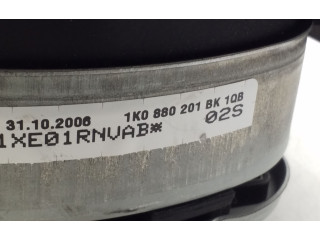 31.10.2006 1K0 880 201 BK 1QB
1XE01RNVAB* 02S